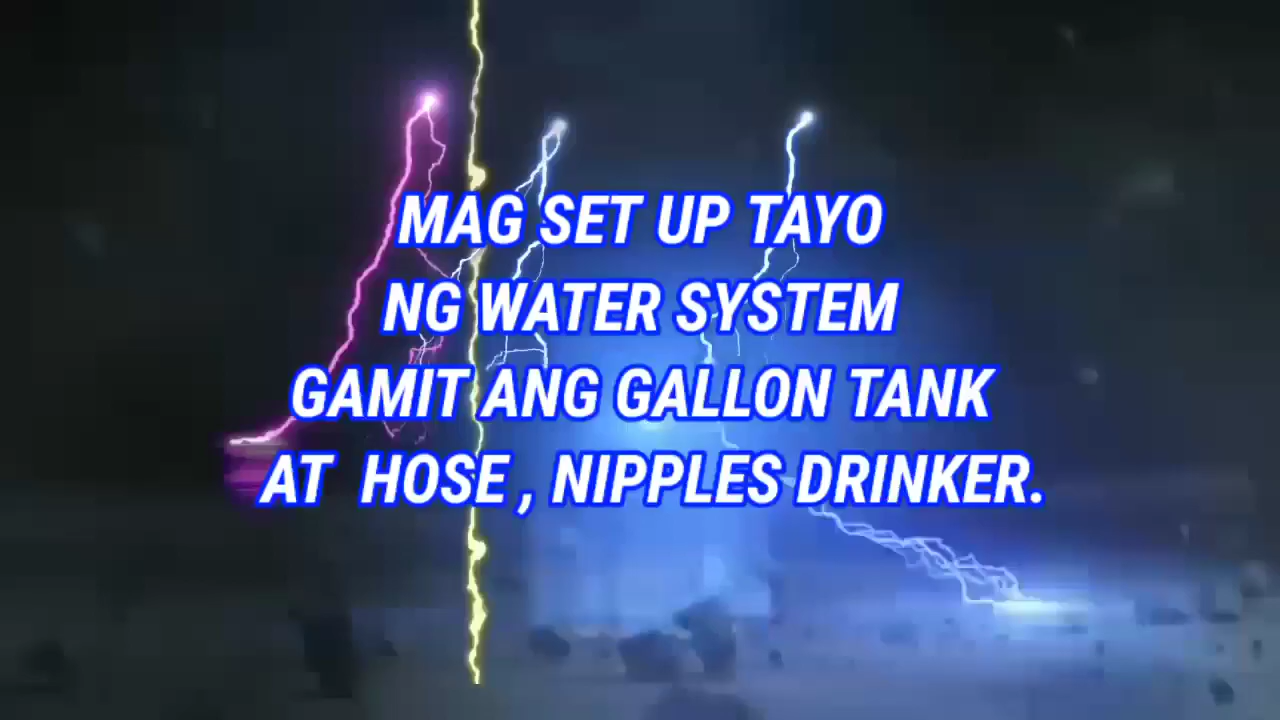 MAG SET UP TAYO
NG WATER SYSTEM
GAMIT ANG GALLON TANK
AT HOSE , NIPPLES DRINKER.